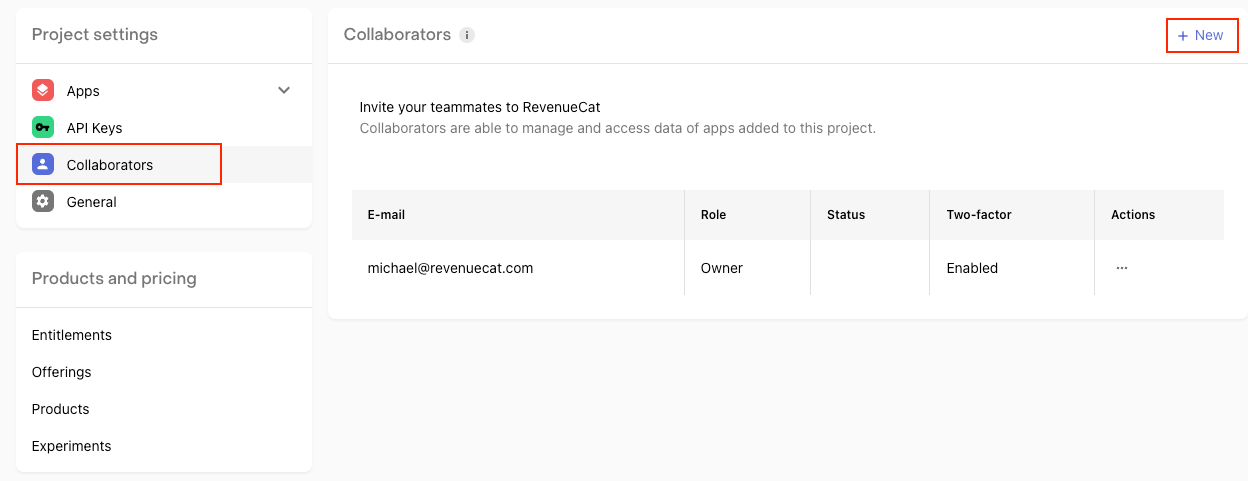 Project settings
Apps
API Keys
Collaborators
General
Products and pricing
Entitlements
Offerings
Products
Experiments
Collaborators i
+ New
Invite your teammates to RevenueCat
Collaborators are able to manage and access data of apps added to this project.
E-mail Role Status Two-factor Actions
michael@revenuecat.com Owner Enabled ···